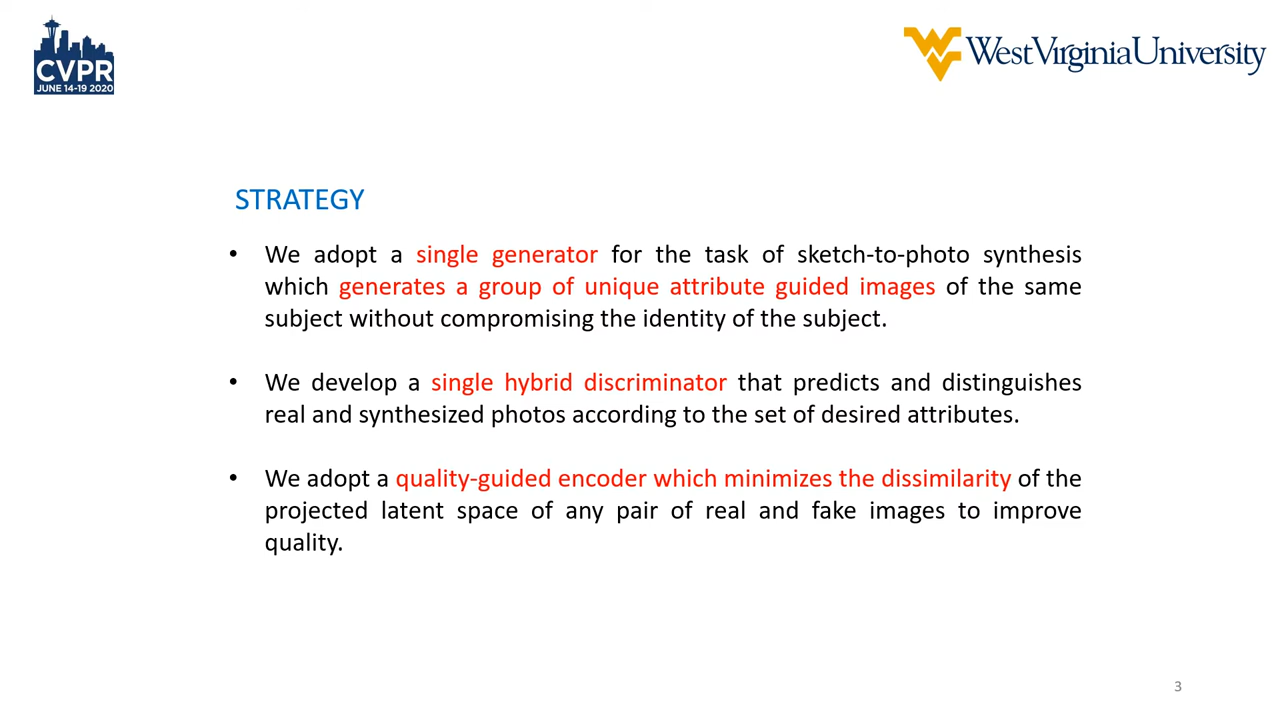 CVPR
JUNE 14-19 2020
West Virginia University
STRATEGY
• We adopt a single generator for the task of sketch-to-photo synthesis
which generates a group of unique attribute guided images of the same
subject without compromising the identity of the subject.
• We develop a single hybrid discriminator that predicts and distinguishes
real and synthesized photos according to the set of desired attributes.
• We adopt a quality-guided encoder which minimizes the dissimilarity of the
projected latent space of any pair of real and fake images to improve
quality.
3